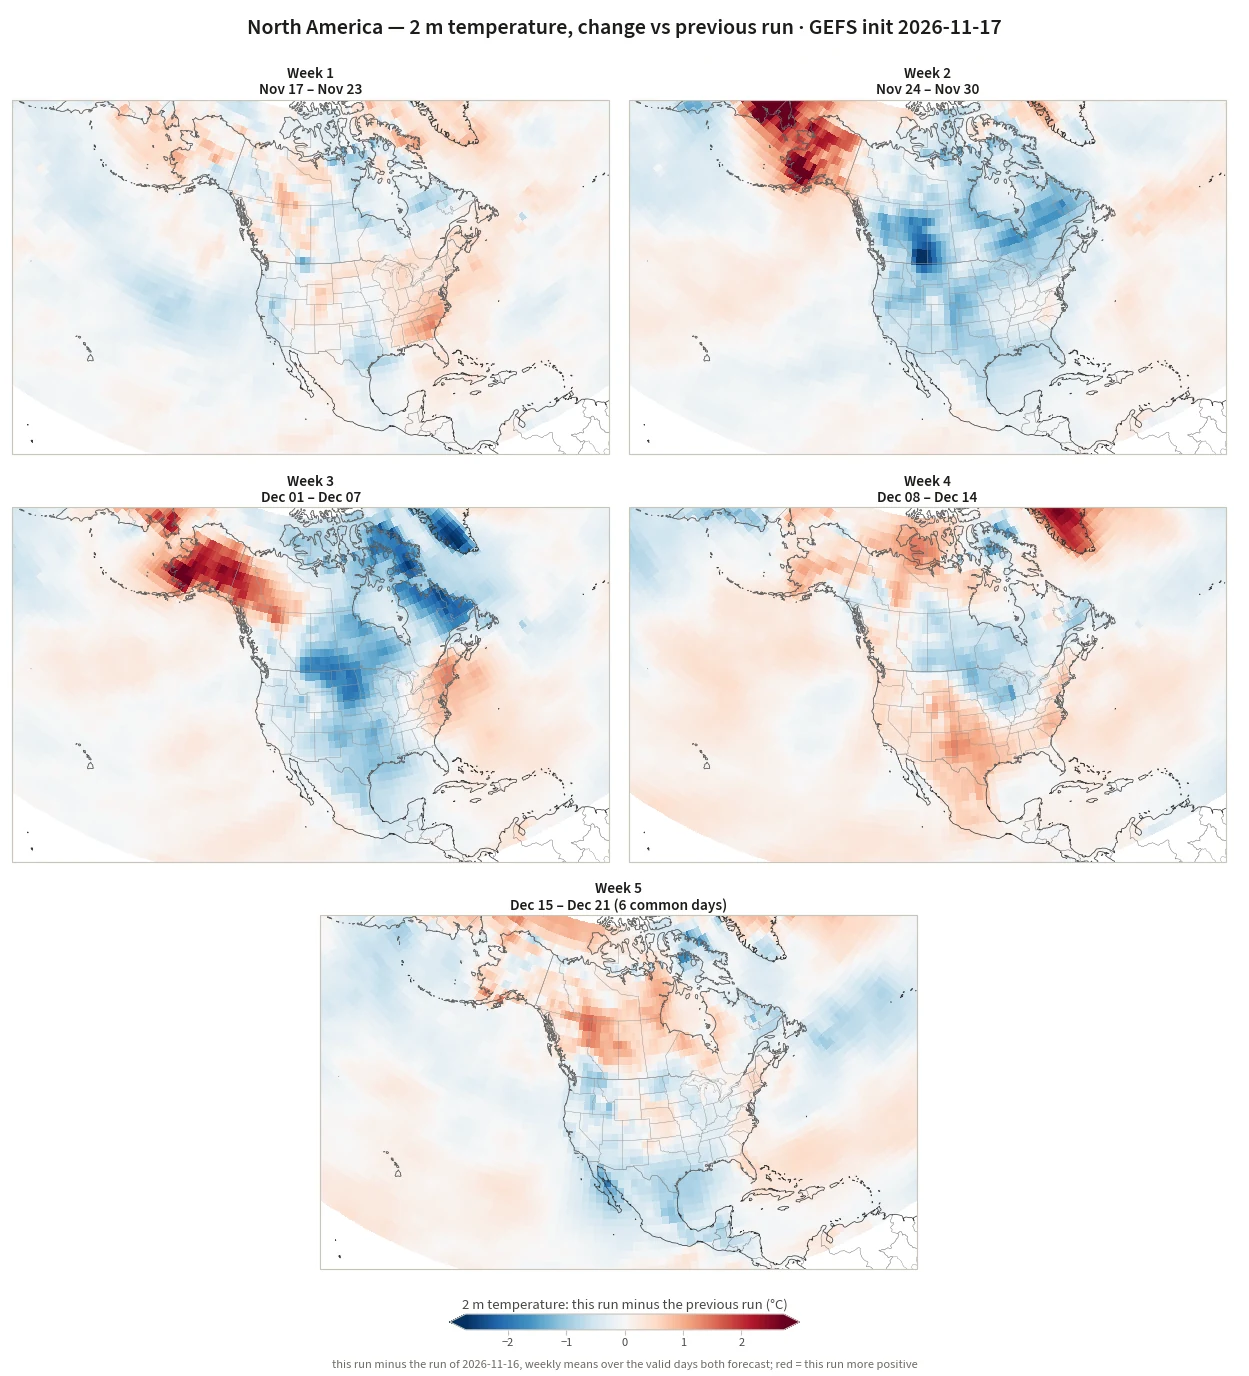 North America — 2 m temperature, change vs previous run · GEFS init 2026-11-17
Week 1
Nov 17 – Nov 23
Week 2
Nov 24 – Nov 30
Week 3
Dec 01 – Dec 07
Week 4
Dec 08 – Dec 14
Week 5
Dec 15 – Dec 21 (6 common days)
2 m temperature: this run minus the previous run (°C)
−2 −1 0 1 2
this run minus the run of 2026-11-16, weekly means over the valid days both forecast; red = this run more positive